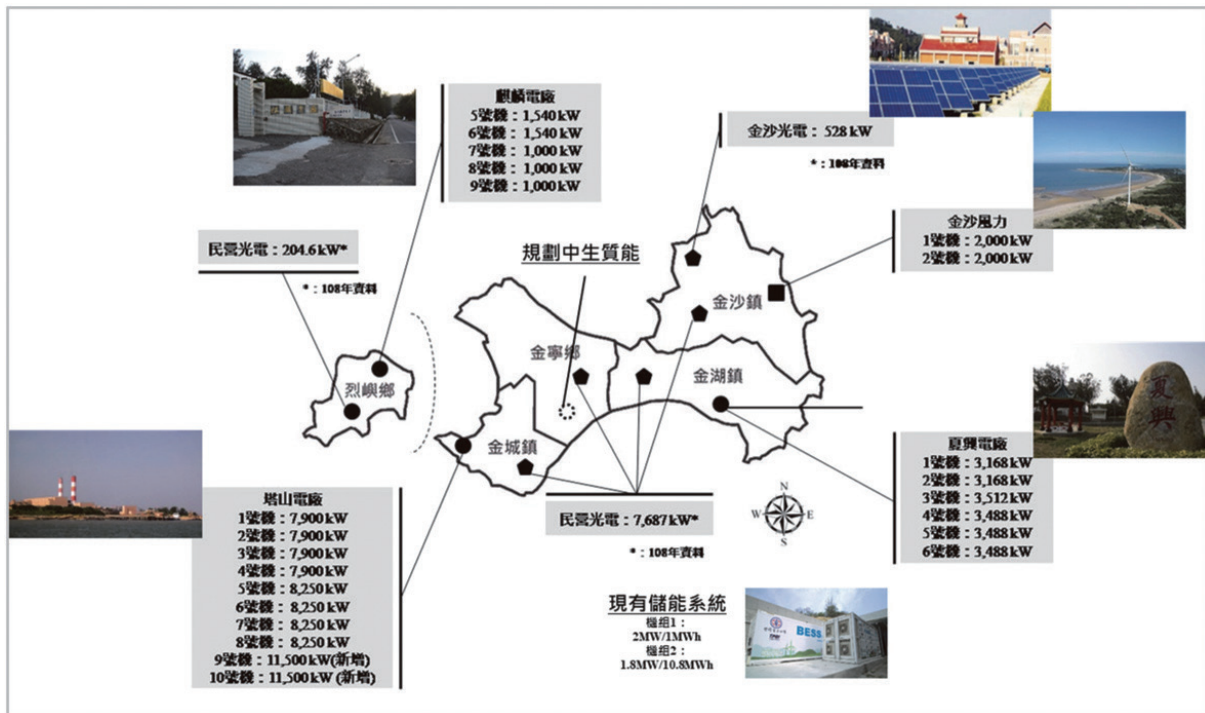 麒麟電廠
5號機：1,540 kW
6號機：1,540 kW
7號機：1,000 kW
8號機：1,000 kW
9號機：1,000 kW
金沙光電：528 kW
*：108年資料
金沙風力
1號機：2,000 kW
2號機：2,000 kW
民營光電：204.6 kW*
*：108年資料
規劃中生質能
金沙鎮
金寧鄉
金湖鎮
烈嶼鄉
金城鎮
夏興
夏興電廠
1號機：3,168 kW
2號機：3,168 kW
3號機：3,512 kW
4號機：3,488 kW
5號機：3,488 kW
6號機：3,488 kW
塔山電廠
1號機：7,900 kW
2號機：7,900 kW
3號機：7,900 kW
4號機：7,900 kW
5號機：8,250 kW
6號機：8,250 kW
7號機：8,250 kW
8號機：8,250 kW
9號機：11,500 kW(新增)
10號機：11,500 kW (新增)
民營光電：7,687 kW*
*：108年資料
N
W E
S
現有儲能系統
機組1：
2MW/1MWh
機組2：
1.8MW/10.8MWh
BESS